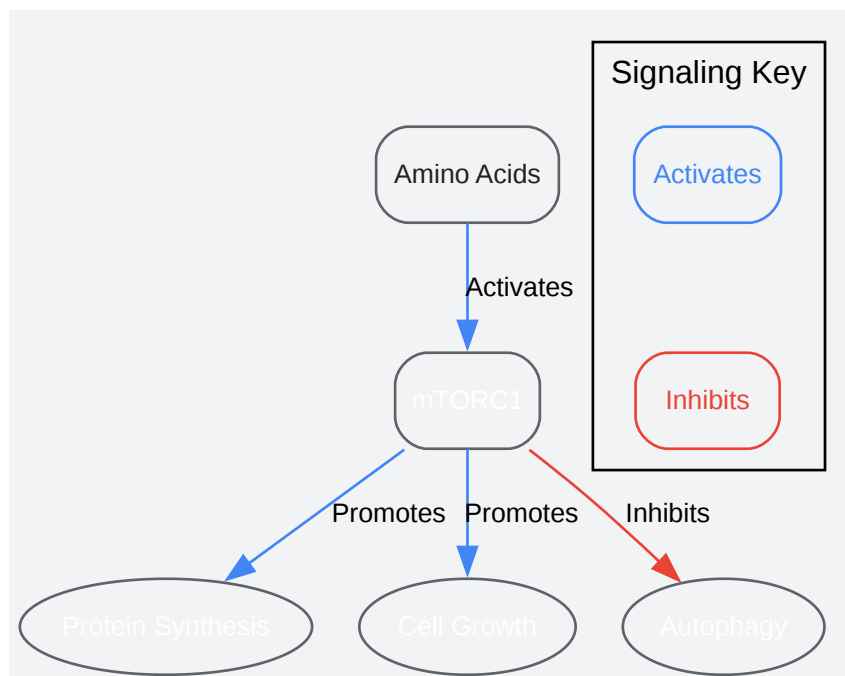 Signaling Key
Amino Acids
Activates
Activates
mTORC1
Inhibits
Promotes
Promotes
Inhibits
Protein Synthesis
Cell Growth
Autophagy